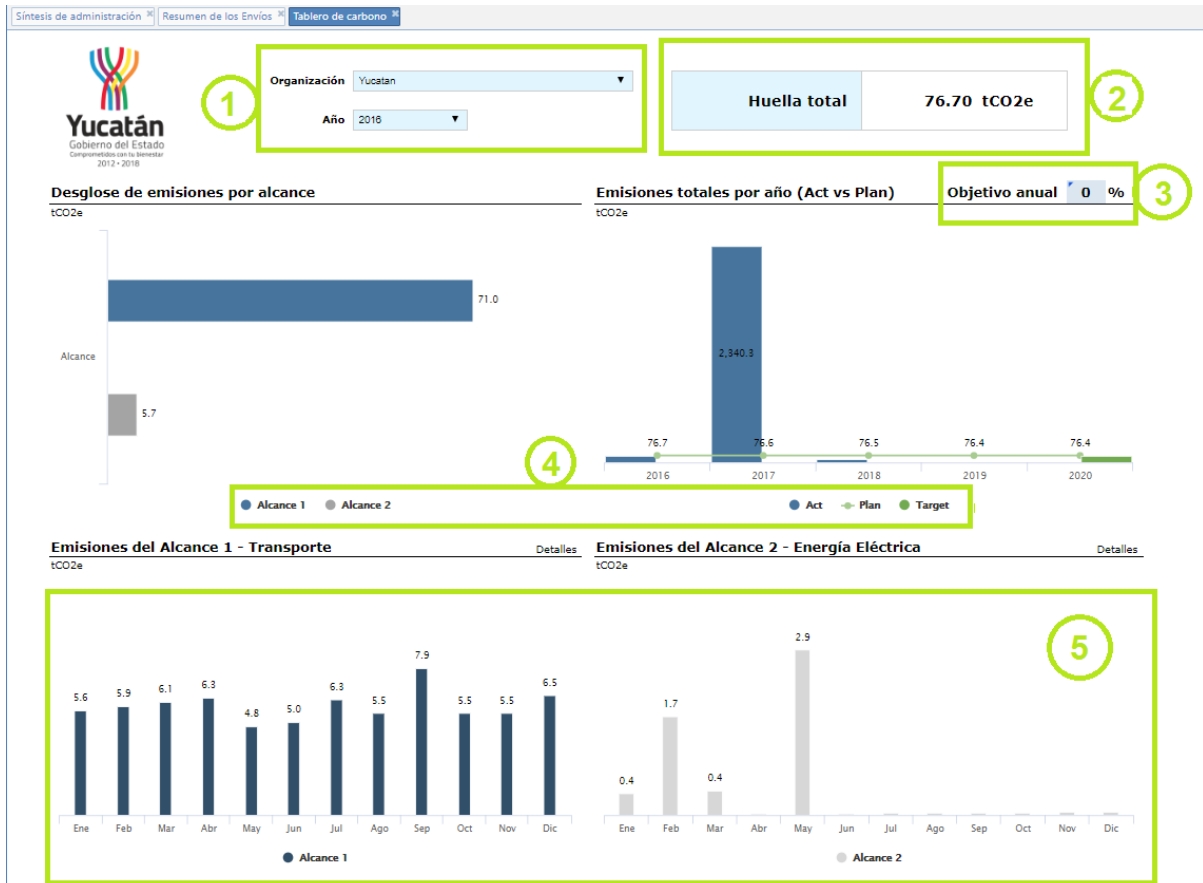 Síntesis de administración
Resumen de los Envíos
Tablero de carbono
Yucatán
Gobierno del Estado
Comprometidos con tu bienestar
2012 • 2018
1
Organización Yucatan
Año 2016
Huella total 76.70 tCO2e
2
Desglose de emisiones por alcance
tCO2e
Emisiones totales por año (Act vs Plan) Objetivo anual 0 %
tCO2e
3
71.0
Alcance
5.7
2,340.3
76.7 76.6 76.5 76.4 76.4
2016 2017 2018 2019 2020
4
Alcance 1 Alcance 2
Act Plan Target
Emisiones del Alcance 1 - Transporte Detalles
tCO2e
Emisiones del Alcance 2 - Energía Eléctrica Detalles
tCO2e
5.6 5.9 6.1 6.3 4.8 5.0 6.3 5.5 7.9 5.5 5.5 6.5
Ene Feb Mar Abr May Jun Jul Ago Sep Oct Nov Dic
Alcance 1
0.4 1.7 0.4 2.9
Ene Feb Mar Abr May Jun Jul Ago Sep Oct Nov Dic
Alcance 2
5